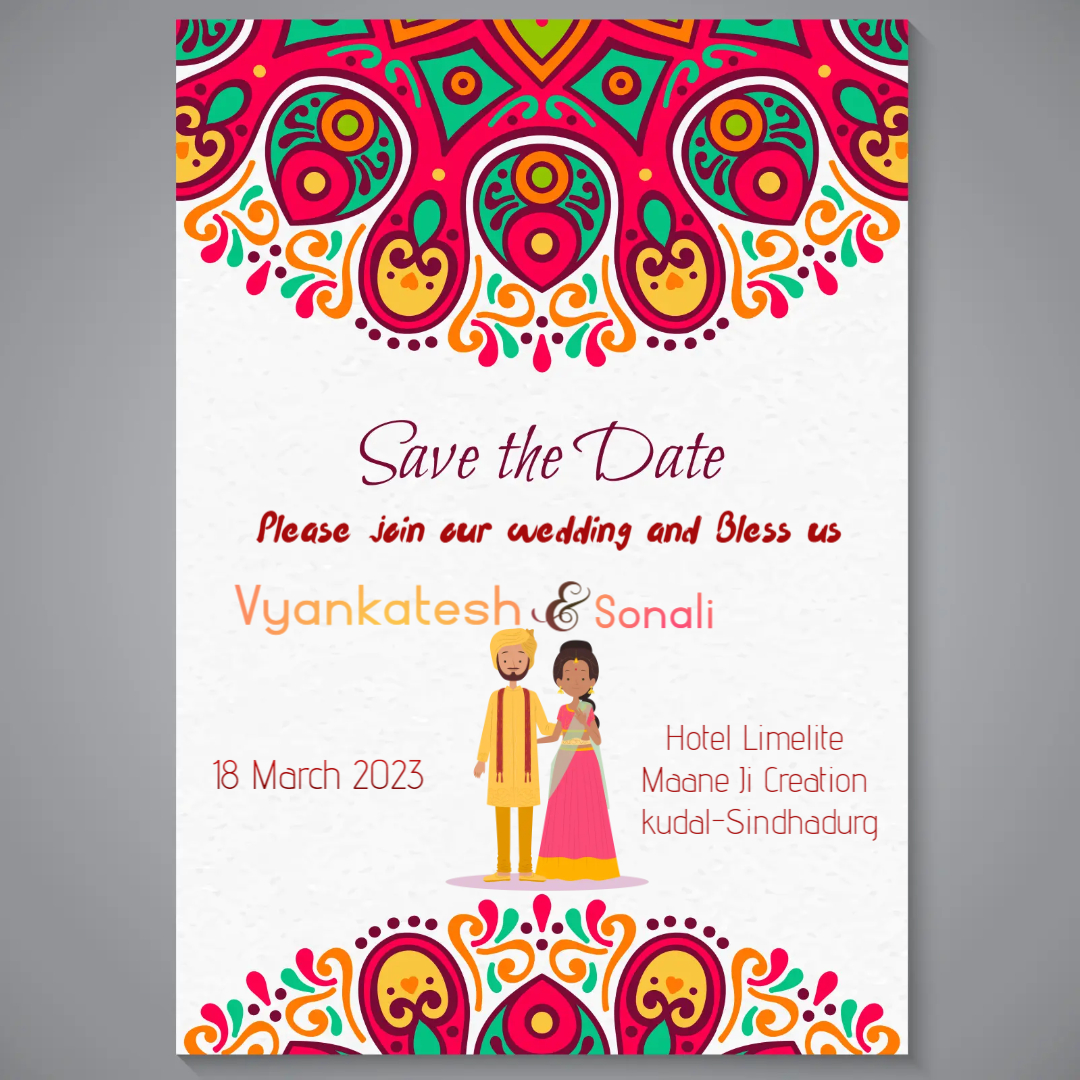 Save the Date
Please join our wedding and Bless us
Vyankatesh & Sonali
18 March 2023
Hotel Limelite
Maane Ji Creation
kudal-Sindhadurg